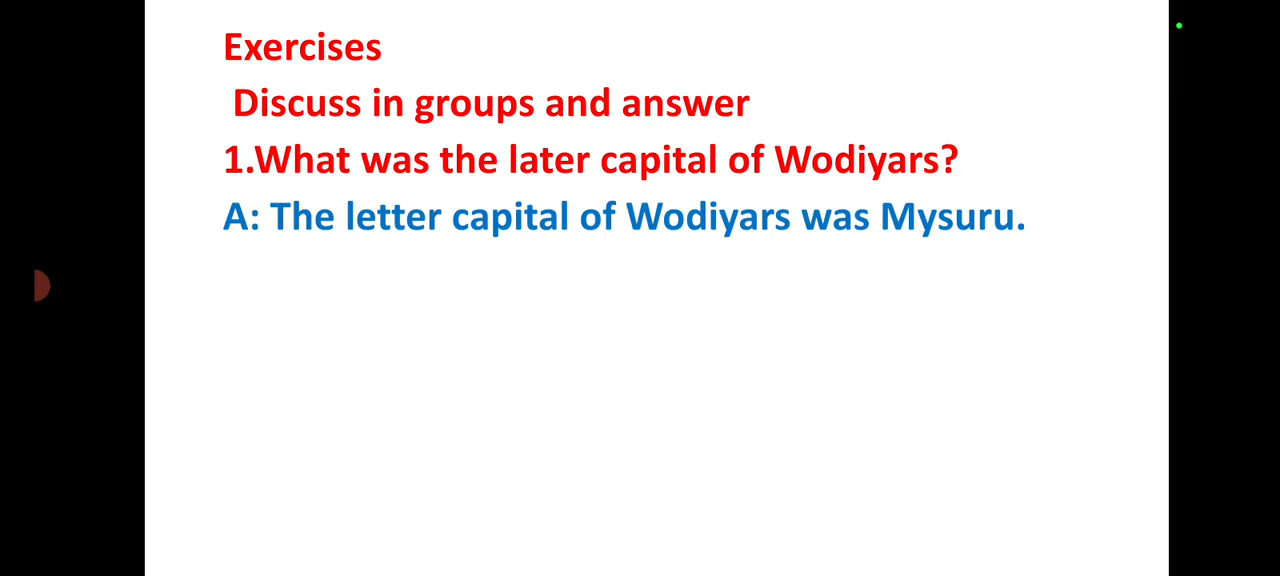 Exercises
Discuss in groups and answer
1.What was the later capital of Wodiyars?
A: The letter capital of Wodiyars was Mysuru.